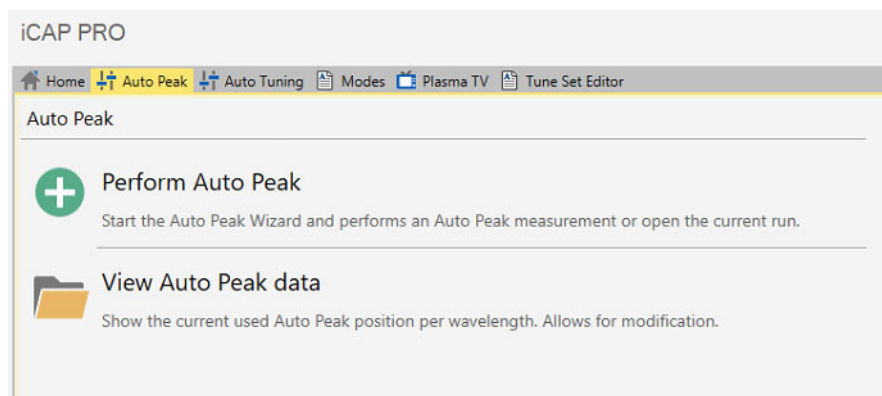 iCAP PRO
Home Auto Peak Auto Tuning Modes Plasma TV Tune Set Editor
Auto Peak
Perform Auto Peak
Start the Auto Peak Wizard and performs an Auto Peak measurement or open the current run.
View Auto Peak data
Show the current used Auto Peak position per wavelength. Allows for modification.